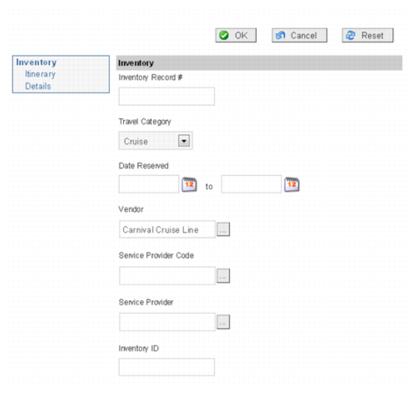 OK Cancel Reset
Inventory
Itinerary
Details
Inventory
Inventory Record #
Travel Category
Cruise
Date Reserved
12 to 12
Vendor
Carnival Cruise Line ...
Service Provider Code
...
Service Provider
...
Inventory ID